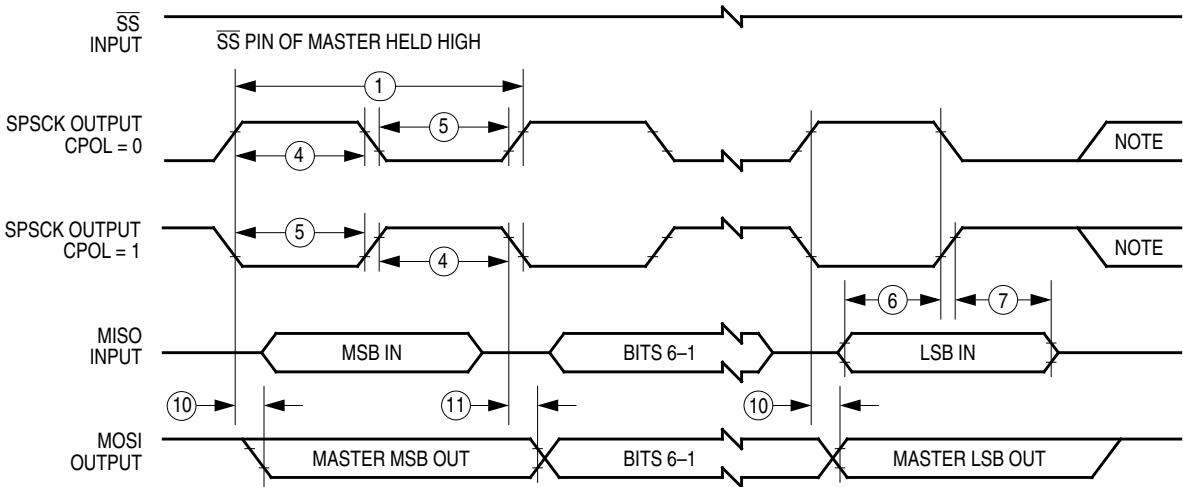 SS
INPUT
SS PIN OF MASTER HELD HIGH
1
SPSCK OUTPUT
CPOL = 0
5
4
NOTE
SPSCK OUTPUT
CPOL = 1
5
4
NOTE
6
7
MISO
INPUT
MSB IN
BITS 6–1
LSB IN
10
11
10
MOSI
OUTPUT
MASTER MSB OUT
BITS 6–1
MASTER LSB OUT